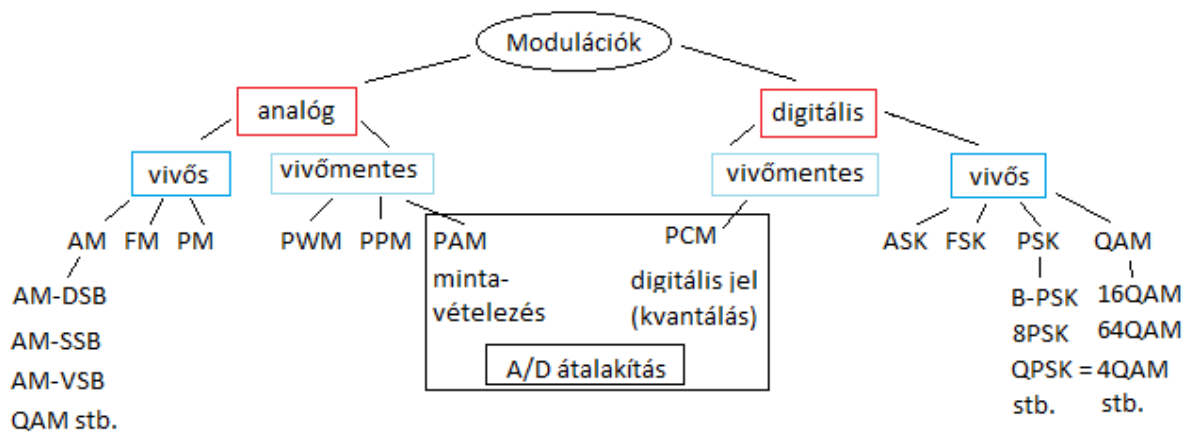 Modulációk
analóg
digitális
vivős
vivőmentes
vivőmentes
vivős
AM FM PM
PWM PPM PAM
PCM
ASK FSK PSK QAM
AM-DSB
AM-SSB
AM-VSB
QAM stb.
minta-
vételezés
digitális jel
(kvantálás)
A/D átalakítás
B-PSK 16QAM
8PSK 64QAM
QPSK = 4QAM
stb. stb.